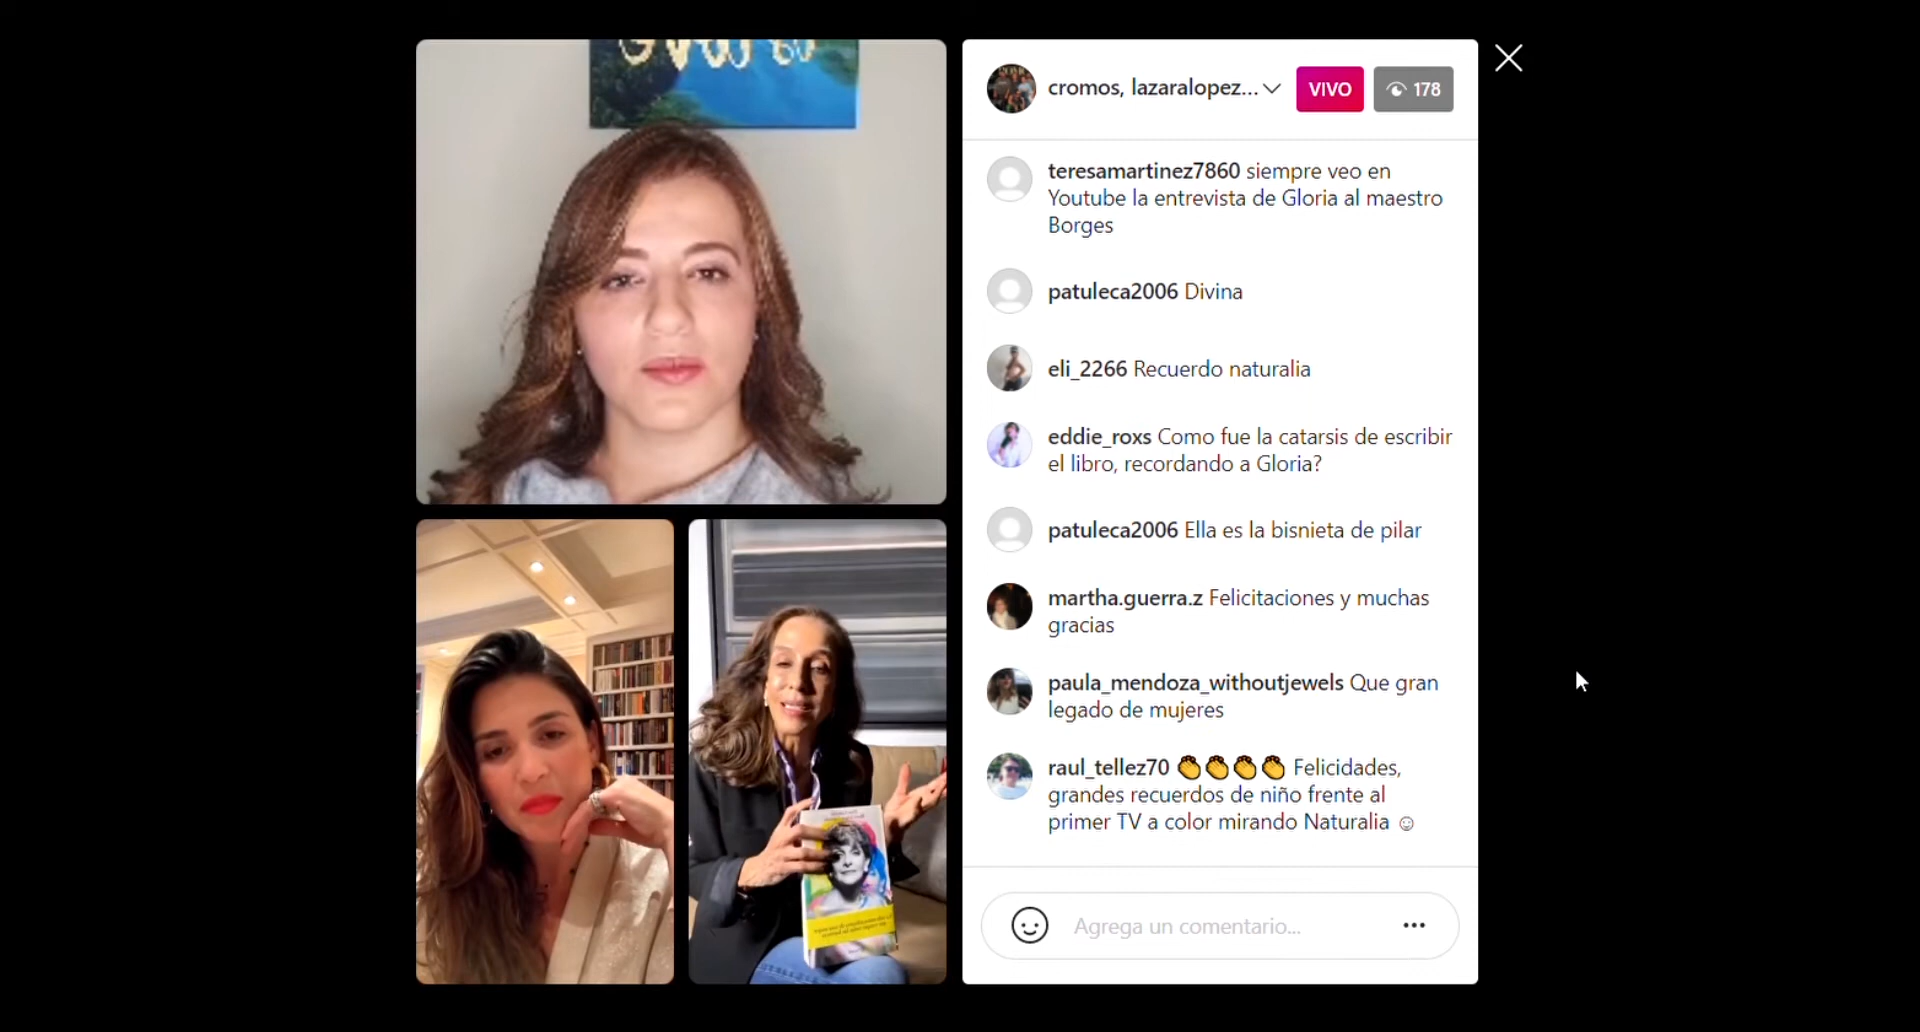 cromos, lazaralopez...
VIVO
178
teresamartinez7860 siempre veo en
Youtube la entrevista de Gloria al maestro
Borges
patuleca2006 Divina
eli_2266 Recuerdo naturalia
eddie_roxs Como fue la catarsis de escribir
el libro, recordando a Gloria?
patuleca2006 Ella es la bisnieta de pilar
martha.guerra.z Felicitaciones y muchas
gracias
paula_mendoza_withoutjewels Que gran
legado de mujeres
raul_tellez70 👏👏👏👏 Felicidades,
grandes recuerdos de niño frente al
primer TV a color mirando Naturalia ☺
Agrega un comentario...